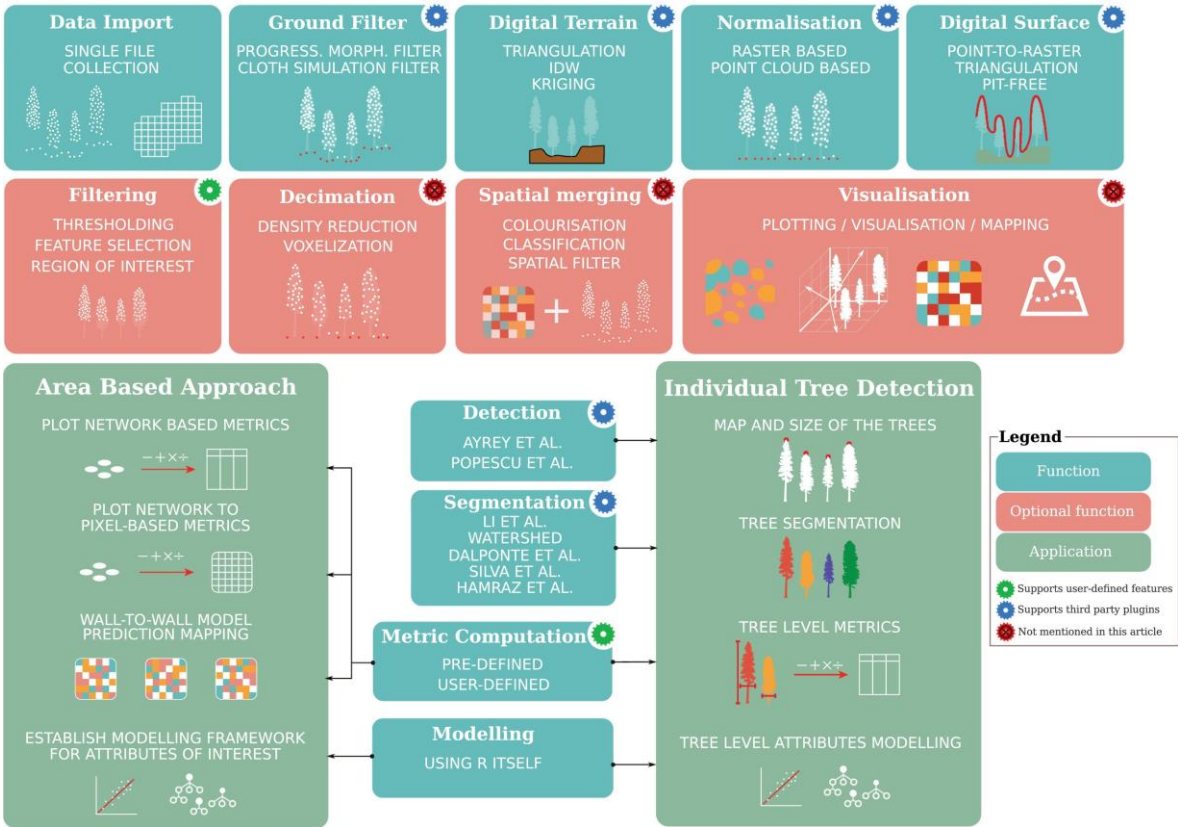 Data Import
SINGLE FILE
COLLECTION
Ground Filter
PROGRESS. MORPH. FILTER
CLOTH SIMULATION FILTER
Digital Terrain
TRIANGULATION
IDW
KRIGING
Normalisation
RASTER BASED
POINT CLOUD BASED
Digital Surface
POINT-TO-RASTER
TRIANGULATION
PIT-FREE
Filtering
THRESHOLDING
FEATURE SELECTION
REGION OF INTEREST
Decimation
DENSITY REDUCTION
VOXELIZATION
Spatial merging
COLOURISATION
CLASSIFICATION
SPATIAL FILTER
+
Visualisation
PLOTTING / VISUALISATION / MAPPING
Area Based Approach
PLOT NETWORK BASED METRICS
−+×÷
PLOT NETWORK TO
PIXEL-BASED METRICS
−+×÷
WALL-TO-WALL MODEL
PREDICTION MAPPING
ESTABLISH MODELLING FRAMEWORK
FOR ATTRIBUTES OF INTEREST
Detection
AYREY ET AL.
POPESCU ET AL.
Segmentation
LI ET AL.
WATERSHED
DALPONTE ET AL.
SILVA ET AL.
HAMRAZ ET AL.
Metric Computation
PRE-DEFINED
USER-DEFINED
Modelling
USING R ITSELF
Individual Tree Detection
MAP AND SIZE OF THE TREES
TREE SEGMENTATION
TREE LEVEL METRICS
−+×÷
TREE LEVEL ATTRIBUTES MODELLING
Legend
Function
Optional function
Application
Supports user-defined features
Supports third party plugins
Not mentioned in this article